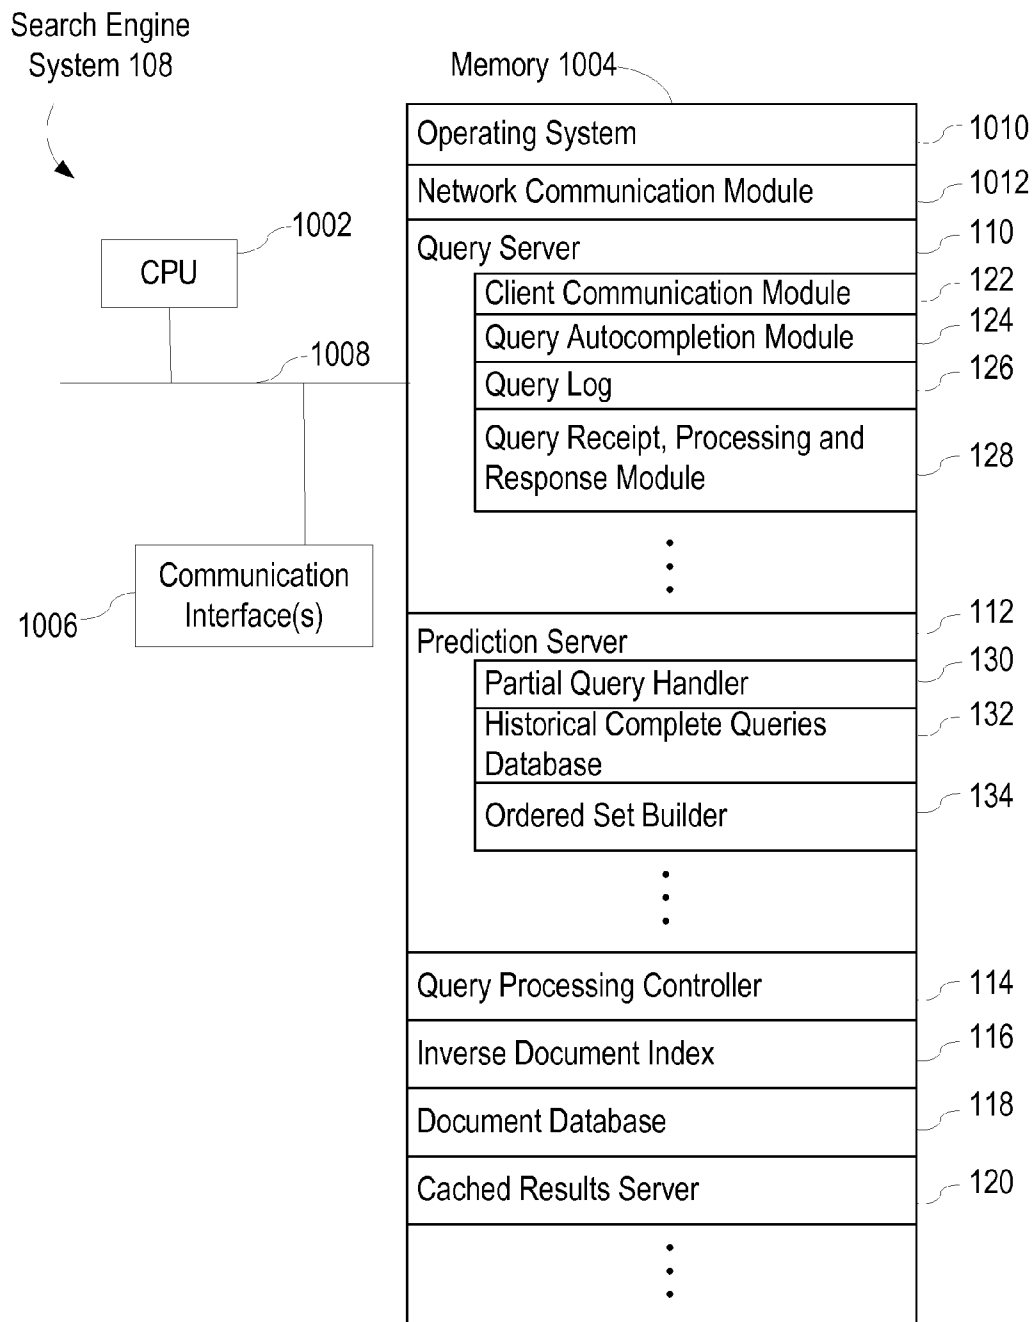 Search Engine
System 108
Memory 1004
Operating System
1010
Network Communication Module
1012
1002
CPU
Query Server
110
Client Communication Module
122
Query Autocompletion Module
124
1008
Query Log
126
Query Receipt, Processing and
Response Module
128
Communication
Interface(s)
1006
Prediction Server
112
Partial Query Handler
130
Historical Complete Queries
Database
132
Ordered Set Builder
134
Query Processing Controller
114
Inverse Document Index
116
Document Database
118
Cached Results Server
120